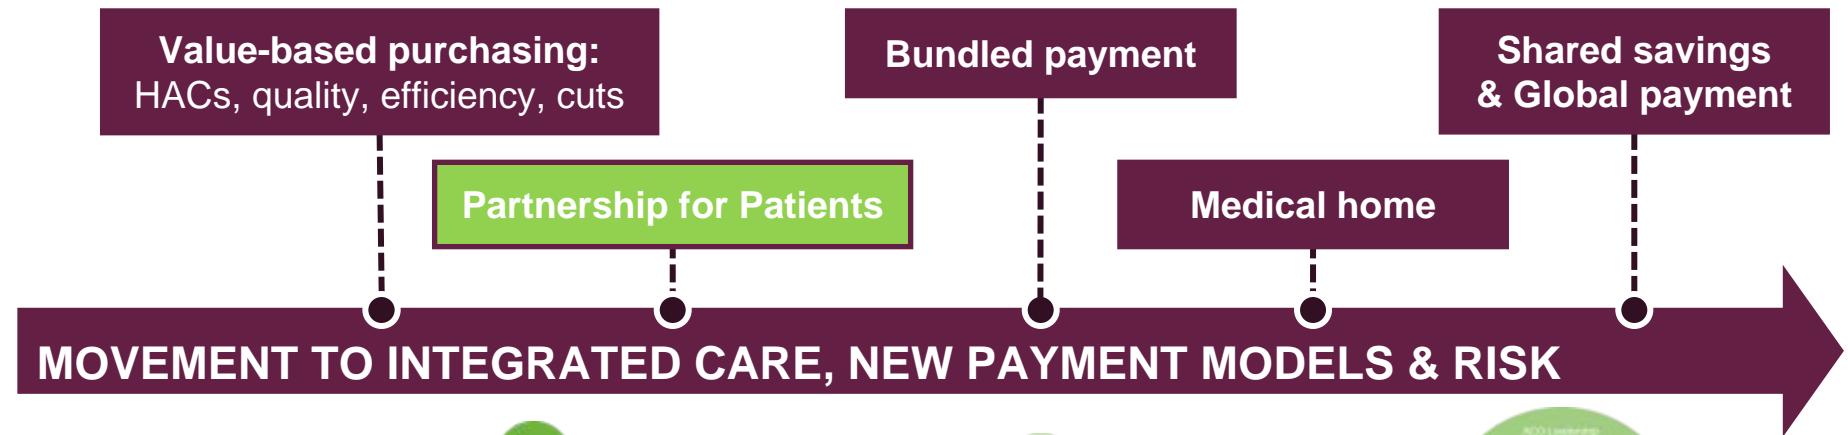 Value-based purchasing:
HACs, quality, efficiency, cuts
Bundled payment
Shared savings
& Global payment
Partnership for Patients
Medical home
MOVEMENT TO INTEGRATED CARE, NEW PAYMENT MODELS & RISK